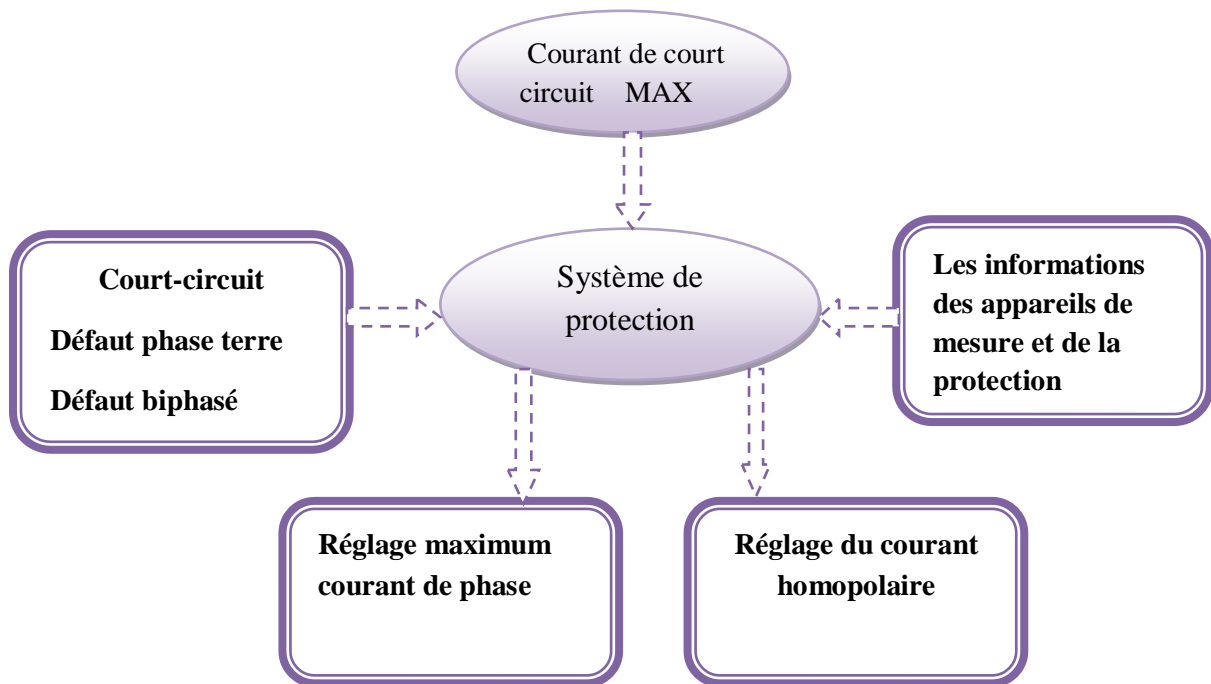 Courant de court
circuit MAX
Court-circuit
Défaut phase terre
Défaut biphasé
Système de
protection
Les informations
des appareils de
mesure et de la
protection
Réglage maximum
courant de phase
Réglage du courant
homopolaire